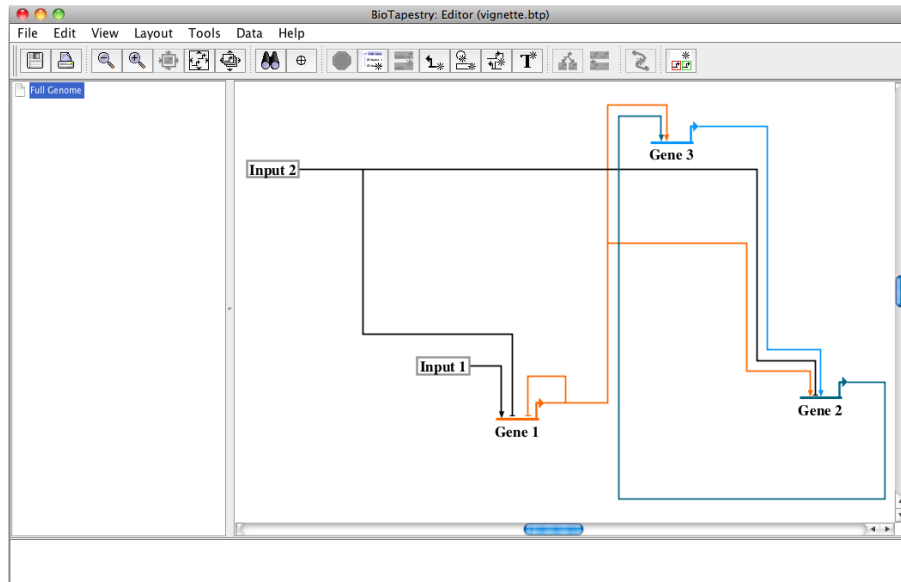 BioTapestry: Editor (vignette.btp)
File Edit View Layout Tools Data Help
T*
Full Genome
Gene 3
Input 2
Input 1
Gene 2
Gene 1